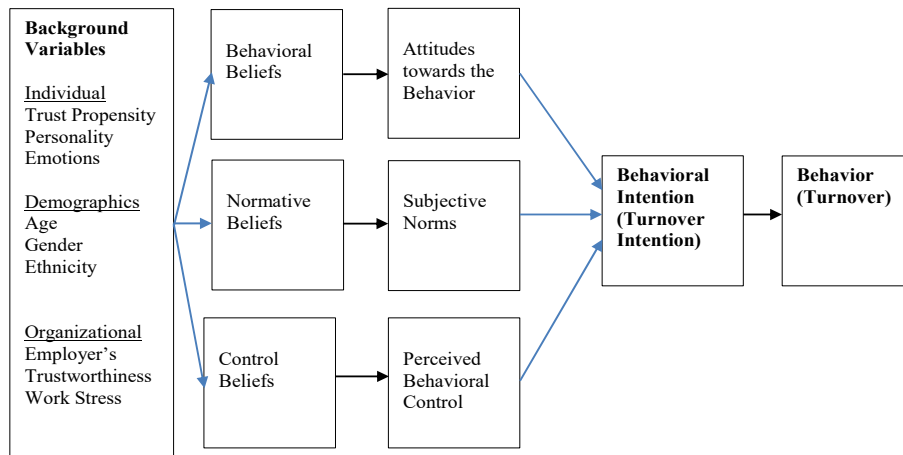 Background
Variables
Individual
Trust Propensity
Personality
Emotions
Demographics
Age
Gender
Ethnicity
Organizational
Employer's
Trustworthiness
Work Stress
Behavioral
Beliefs
Normative
Beliefs
Control
Beliefs
Attitudes
towards the
Behavior
Subjective
Norms
Perceived
Behavioral
Control
Behavioral
Intention
(Turnover
Intention)
Behavior
(Turnover)